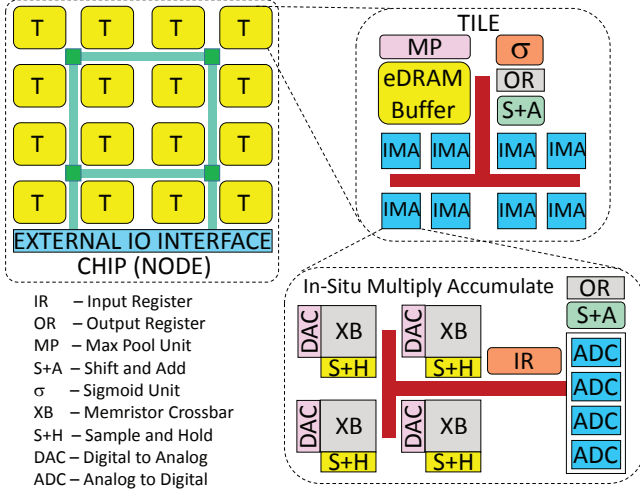 T T T T
T T T T
T T T T
T T T T
EXTERNAL IO INTERFACE
CHIP (NODE)
TILE
MP
σ
eDRAM
Buffer
OR
S+A
IMA IMA IMA IMA
IMA IMA IMA IMA
IR – Input Register
OR – Output Register
MP – Max Pool Unit
S+A – Shift and Add
σ – Sigmoid Unit
XB – Memristor Crossbar
S+H – Sample and Hold
DAC – Digital to Analog
ADC – Analog to Digital
In-Situ Multiply Accumulate
OR
S+A
DAC XB DAC XB
S+H S+H
IR
DAC XB DAC XB
S+H S+H
ADC
ADC
ADC
ADC